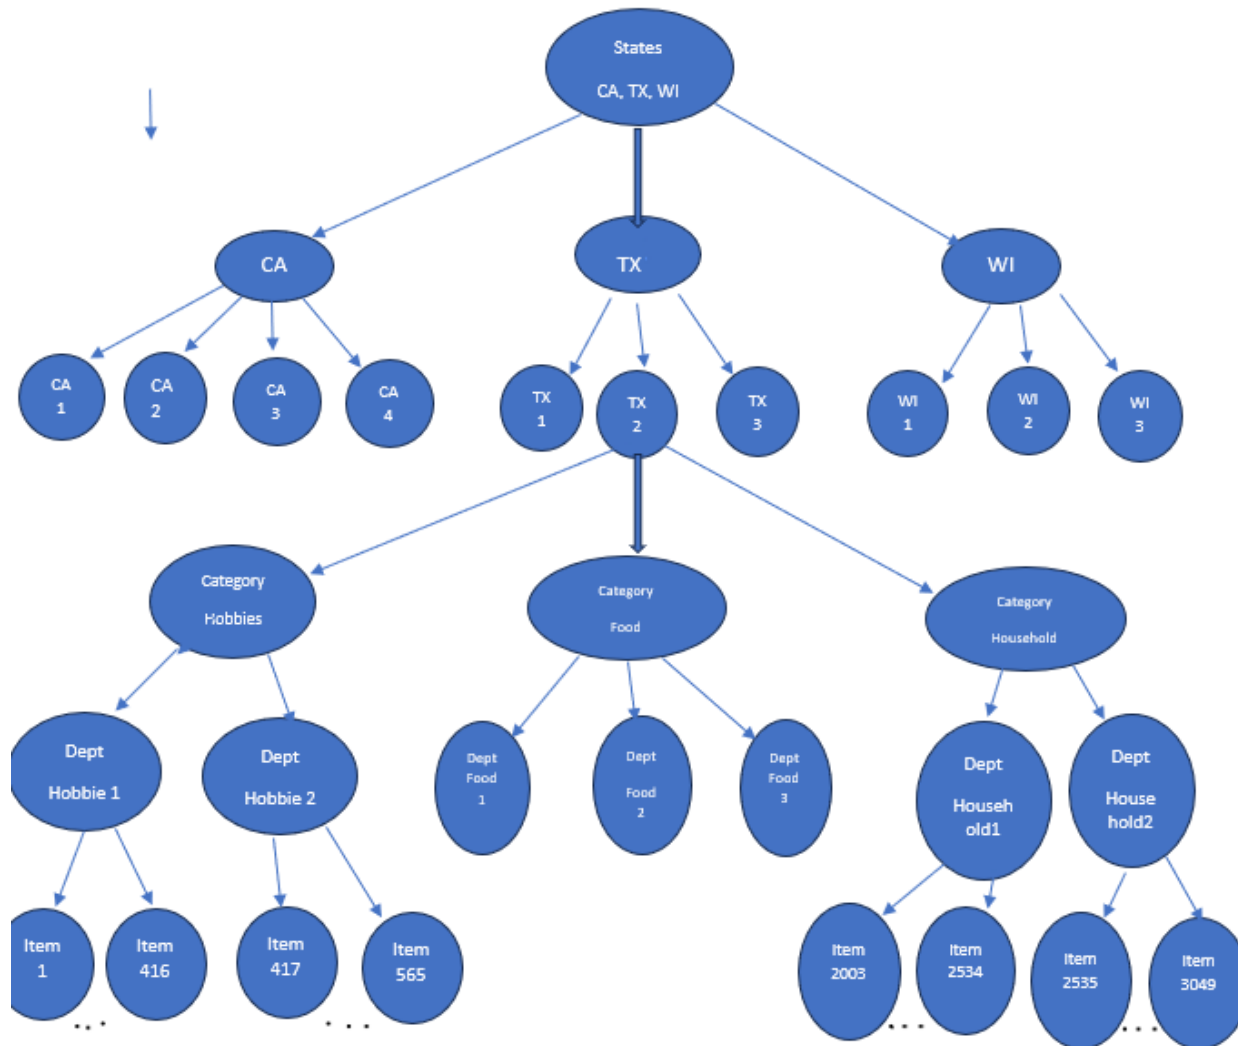 States
CA, TX, WI
CA
TX
WI
CA
1
CA
2
CA
3
CA
4
TX
1
TX
2
TX
3
WI
1
WI
2
WI
3
Category
Hobbies
Category
Food
Category
Household
Dept
Hobbie 1
Dept
Hobbie 2
Dept
Food
1
Dept
Food
2
Dept
Food
3
Dept
Househ
old1
Dept
House
hold2
Item
1
Item
416
Item
417
Item
565
Item
2003
Item
2534
Item
2535
Item
3049
...
...
...
...